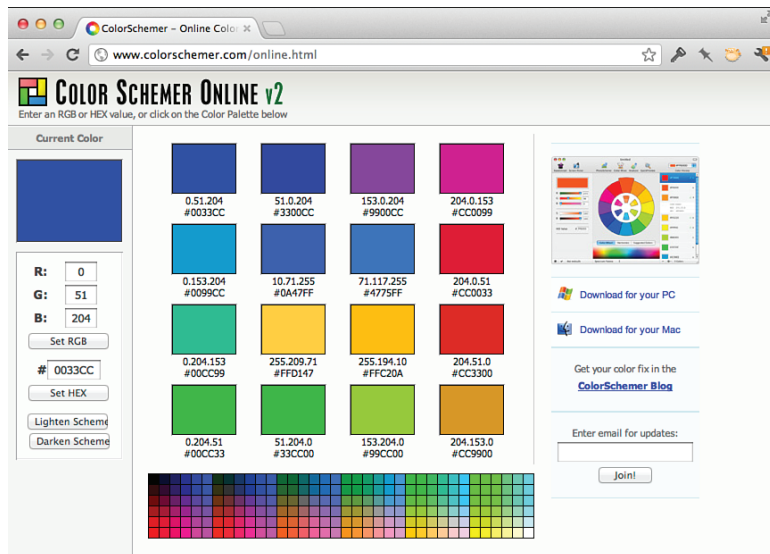 ColorSchemer – Online Colo
www.colorschemer.com/online.html
COLOR SCHEMER ONLINE V2
Enter an RGB or HEX value, or click on the Color Palette below
Current Color
R: 0
G: 51
B: 204
Set RGB
# 0033CC
Set HEX
Lighten Scheme
Darken Scheme
0.51.204 51.0.204 153.0.204 204.0.153
#0033CC #3300CC #9900CC #CC0099
0.153.204 10.71.255 71.117.255 204.0.51
#0099CC #0A47FF #4775FF #CC0033
0.204.153 255.209.71 255.194.10 204.51.0
#00CC99 #FFD147 #FFC20A #CC3300
0.204.51 51.204.0 153.204.0 204.153.0
#00CC33 #33CC00 #99CC00 #CC9900
Download for your PC
Download for your Mac
Get your color fix in the
ColorSchemer Blog
Enter email for updates:
Join!